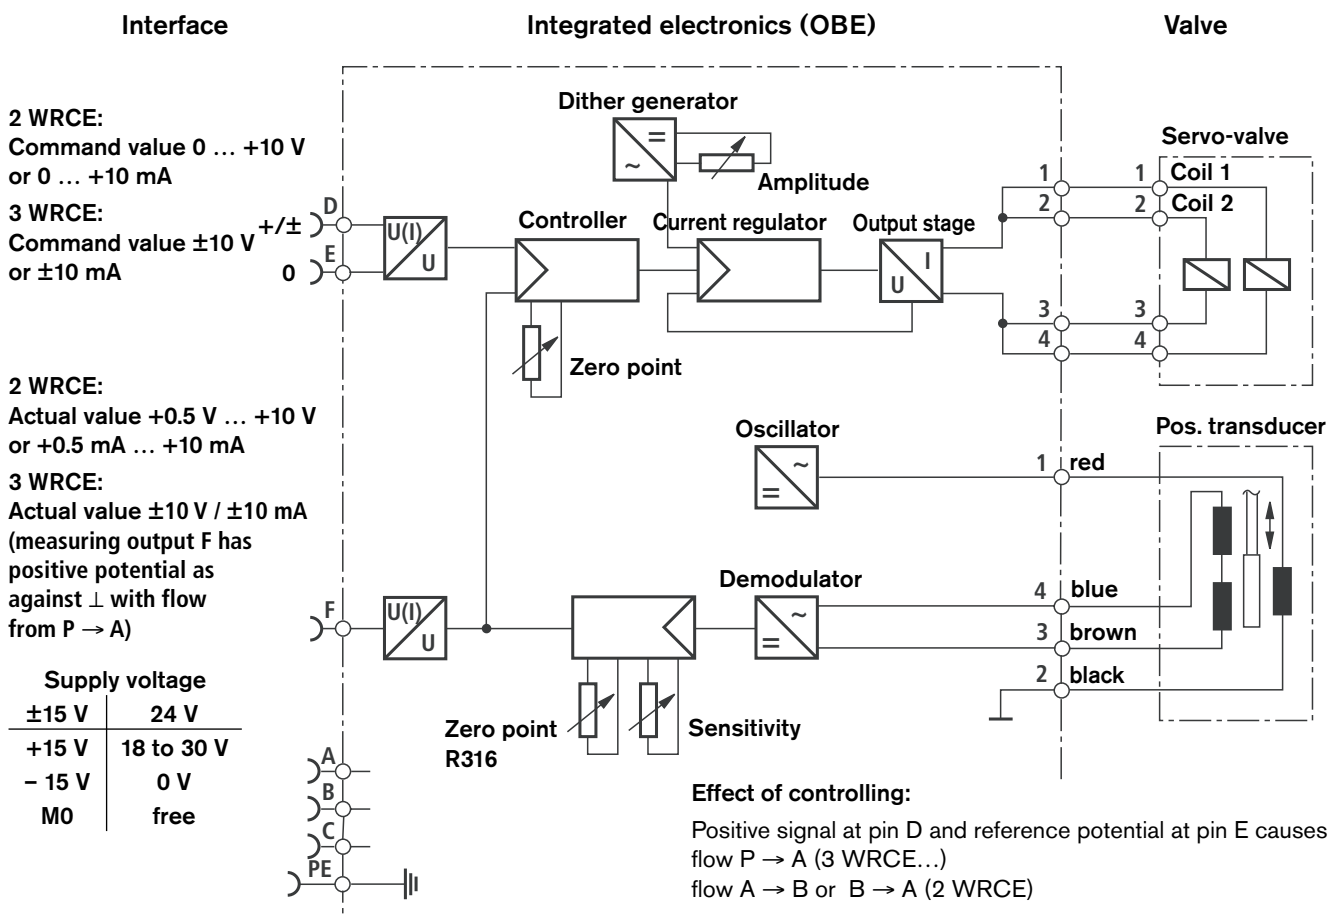 Interface
Integrated electronics (OBE)
Valve
2 WRCE:
Command value 0 … +10 V
or 0 … +10 mA
3 WRCE:
Command value ±10 V
or ±10 mA
+/±
0
D
E
U(I)
U
Dither generator
=
~
Amplitude
Controller
Current regulator
Output stage
I
U
Zero point
1
2
3
4
Servo-valve
1 Coil 1
2 Coil 2
3
4
2 WRCE:
Actual value +0.5 V … +10 V
or +0.5 mA … +10 mA
3 WRCE:
Actual value ±10 V / ±10 mA
(measuring output F has
positive potential as
against ⊥ with flow
from P → A)
F
U(I)
U
Oscillator
~
=
Demodulator
~
=
Pos. transducer
1 red
4 blue
3 brown
2 black
Zero point
R316
Sensitivity
Supply voltage
±15 V 24 V
+15 V 18 to 30 V
– 15 V 0 V
M0 free
A
B
C
PE
Effect of controlling:
Positive signal at pin D and reference potential at pin E causes
flow P → A (3 WRCE…)
flow A → B or B → A (2 WRCE)